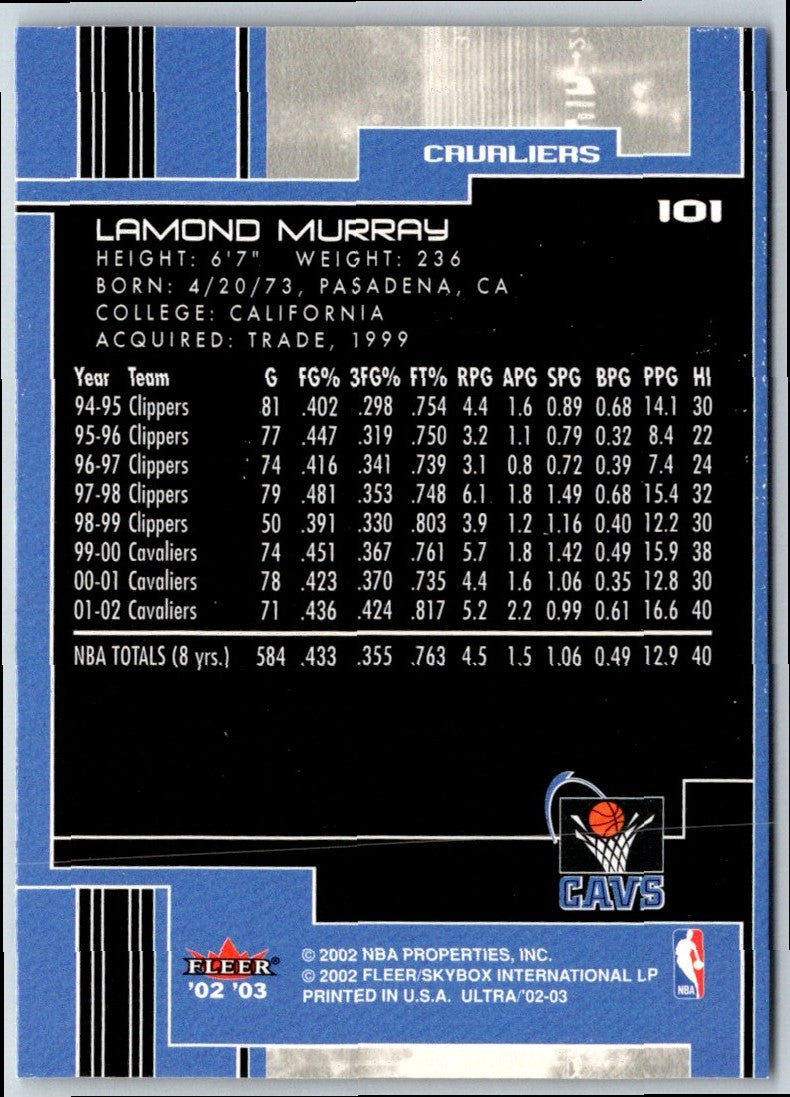 CAVALIERS
101
LAMOND MURRAY
HEIGHT: 6'7" WEIGHT: 236
BORN: 4/20/73, PASADENA, CA
COLLEGE: CALIFORNIA
ACQUIRED: TRADE, 1999
Year Team G FG% 3FG% FT% RPG APG SPG BPG PPG HI
94-95 Clippers 81 .402 .298 .754 4.4 1.6 0.89 0.68 14.1 30
95-96 Clippers 77 .447 .319 .750 3.2 1.1 0.79 0.32 8.4 22
96-97 Clippers 74 .416 .341 .739 3.1 0.8 0.72 0.39 7.4 24
97-98 Clippers 79 .481 .353 .748 6.1 1.8 1.49 0.68 15.4 32
98-99 Clippers 50 .391 .330 .803 3.9 1.2 1.16 0.40 12.2 30
99-00 Cavaliers 74 .451 .367 .761 5.7 1.8 1.42 0.49 15.9 38
00-01 Cavaliers 78 .423 .370 .735 4.4 1.6 1.06 0.35 12.8 30
01-02 Cavaliers 71 .436 .424 .817 5.2 2.2 0.99 0.61 16.6 40
NBA TOTALS (8 yrs.) 584 .433 .355 .763 4.5 1.5 1.06 0.49 12.9 40
CAVS
FLEER®
'02 '03
© 2002 NBA PROPERTIES, INC.
© 2002 FLEER/SKYBOX INTERNATIONAL LP
PRINTED IN U.S.A. ULTRA/'02-03
NBA